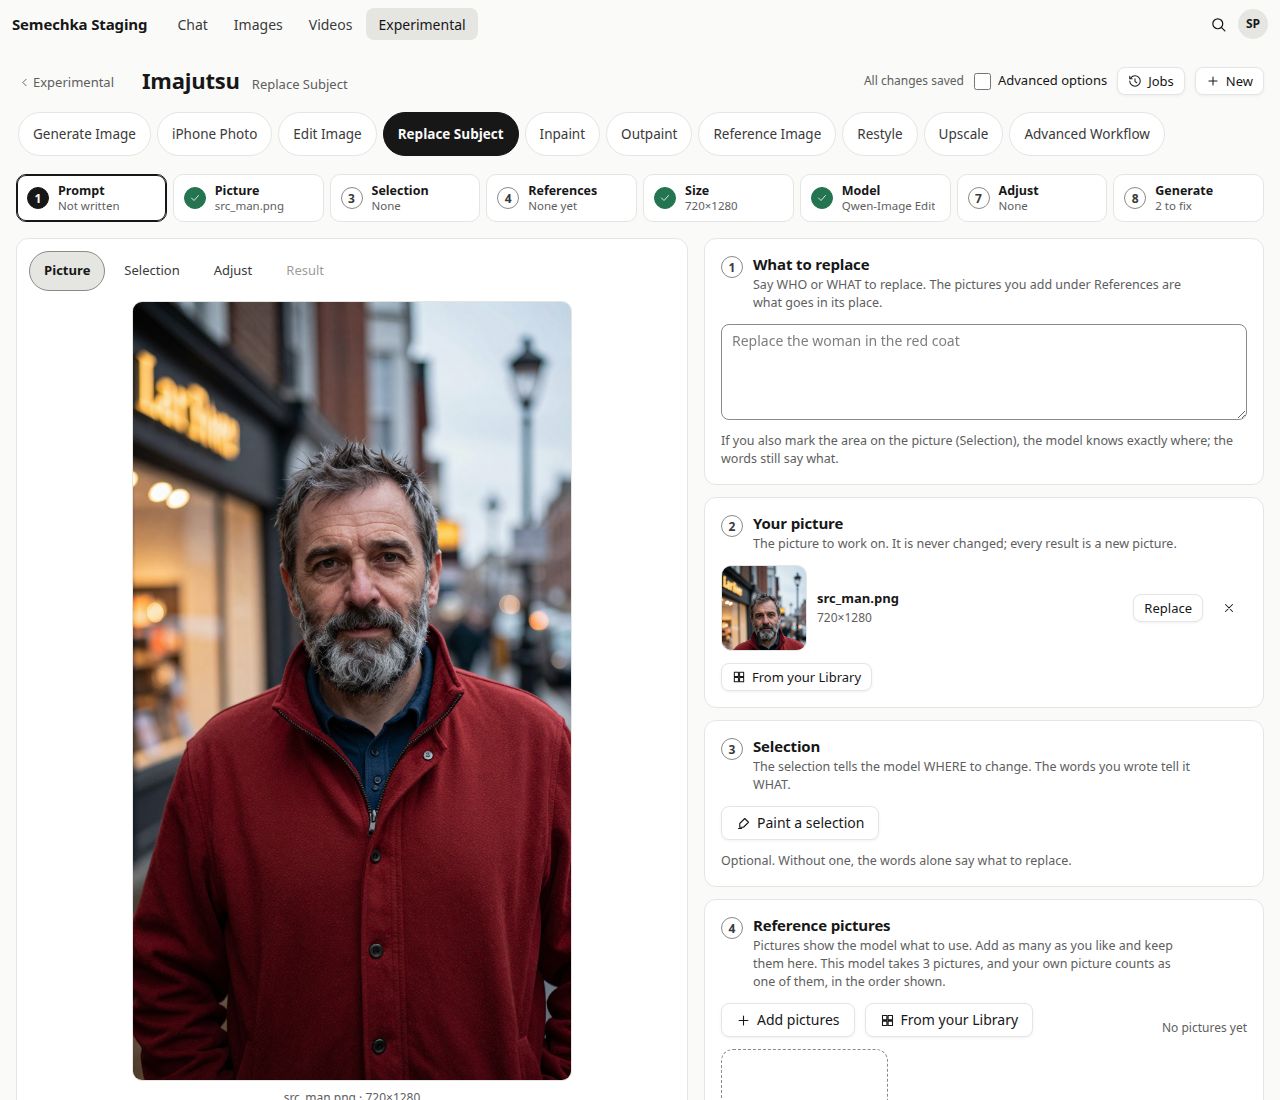 Semechka Staging
Chat
Images
Videos
Experimental
SP
Experimental
Imajutsu
Replace Subject
All changes saved
Advanced options
Jobs
New
Generate Image
iPhone Photo
Edit Image
Replace Subject
Inpaint
Outpaint
Reference Image
Restyle
Upscale
Advanced Workflow
1
Prompt
Not written
Picture
src_man.png
3
Selection
None
4
References
None yet
Size
720×1280
Model
Qwen-Image Edit
7
Adjust
None
8
Generate
2 to fix
Picture
Selection
Adjust
Result
src_man.png · 720×1280
1
What to replace
Say WHO or WHAT to replace. The pictures you add under References are
what goes in its place.
Replace the woman in the red coat
If you also mark the area on the picture (Selection), the model knows exactly where; the
words still say what.
2
Your picture
The picture to work on. It is never changed; every result is a new picture.
src_man.png
720×1280
Replace
From your Library
3
Selection
The selection tells the model WHERE to change. The words you wrote tell it
WHAT.
Paint a selection
Optional. Without one, the words alone say what to replace.
4
Reference pictures
Pictures show the model what to use. Add as many as you like and keep
them here. This model takes 3 pictures, and your own picture counts as
one of them, in the order shown.
Add pictures
From your Library
No pictures yet